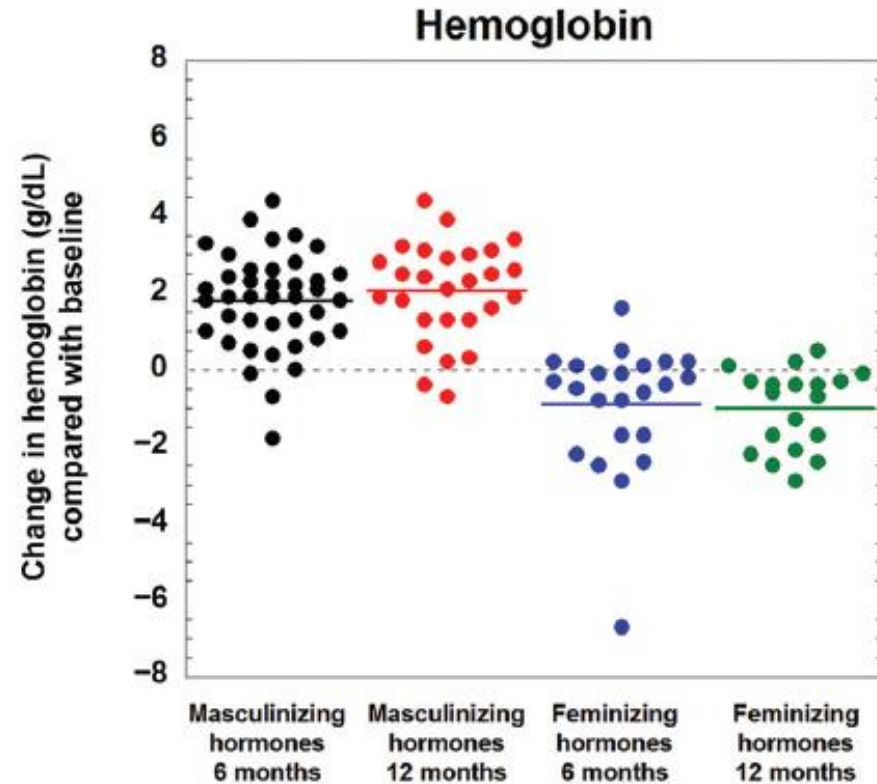 Hemoglobin
Change in hemoglobin (g/dL)
compared with baseline
8
6
4
2
0
−2
−4
−6
−8
Masculinizing
hormones
6 months
Masculinizing
hormones
12 months
Feminizing
hormones
6 months
Feminizing
hormones
12 months